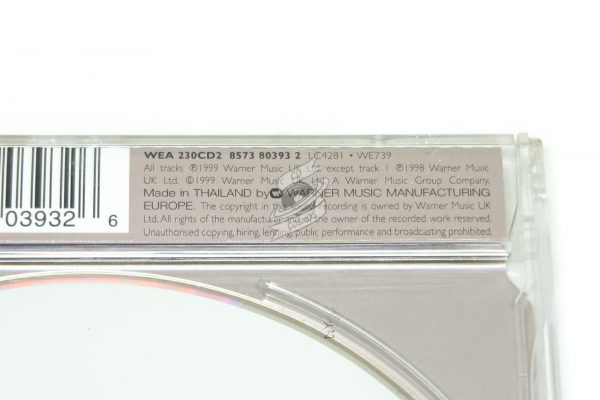 WEA 230CD2 8573 80393 2 LC4281 • WE739
All tracks ℗1999 Warner Music UK Ltd except track 1 ℗1998 Warner Music
UK Ltd. ©1999 Warner Music UK Ltd. A Warner Music Group Company.
Made in THAILAND by WARNER MUSIC MANUFACTURING
EUROPE. The copyright in the recording is owned by Warner Music UK
Ltd. All rights of the manufacturer and the owner of the recorded work reserved.
Unauthorised copying, hiring, lending, public performance and broadcasting prohibited.
03932 6